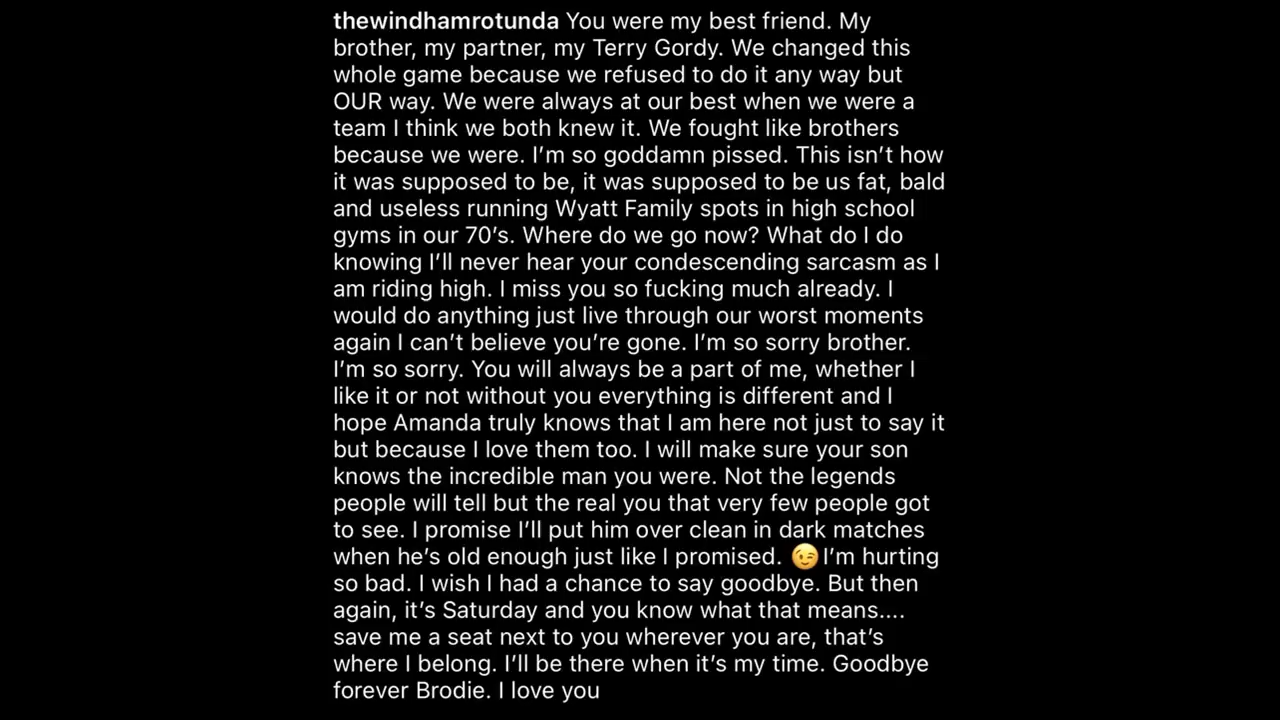 thewindhamrotunda You were my best friend. My
brother, my partner, my Terry Gordy. We changed this
whole game because we refused to do it any way but
OUR way. We were always at our best when we were a
team I think we both knew it. We fought like brothers
because we were. I’m so goddamn pissed. This isn’t how
it was supposed to be, it was supposed to be us fat, bald
and useless running Wyatt Family spots in high school
gyms in our 70’s. Where do we go now? What do I do
knowing I’ll never hear your condescending sarcasm as I
am riding high. I miss you so fucking much already. I
would do anything just live through our worst moments
again I can’t believe you’re gone. I’m so sorry brother.
I’m so sorry. You will always be a part of me, whether I
like it or not without you everything is different and I
hope Amanda truly knows that I am here not just to say it
but because I love them too. I will make sure your son
knows the incredible man you were. Not the legends
people will tell but the real you that very few people got
to see. I promise I’ll put him over clean in dark matches
when he’s old enough just like I promised. 😉I’m hurting
so bad. I wish I had a chance to say goodbye. But then
again, it’s Saturday and you know what that means....
save me a seat next to you wherever you are, that’s
where I belong. I’ll be there when it’s my time. Goodbye
forever Brodie. I love you